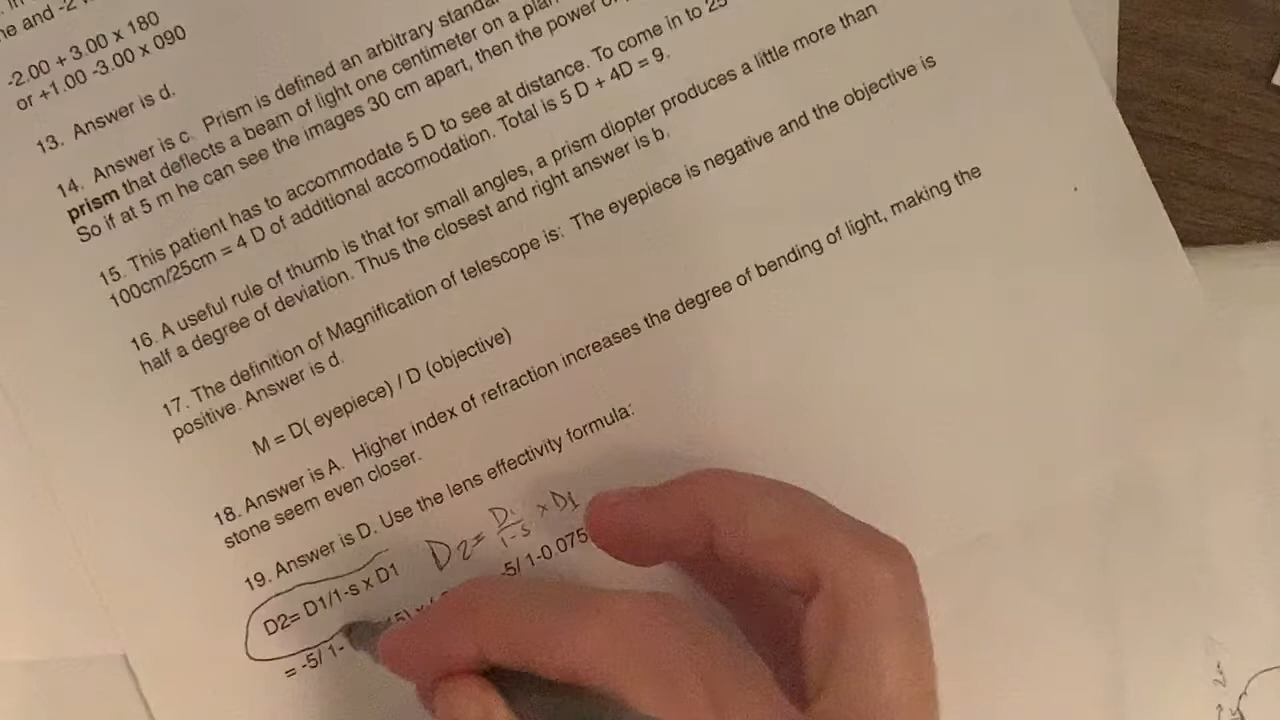 ne and -2
-2.00 + 3.00 x 180
or +1.00 -3.00 x 090
13. Answer is d.
14. Answer is c. Prism is defined an arbitrary
prism that deflects a beam of light one centimeter on a
So if at 5 m he can see the images 30 cm apart, then the power
15. This patient has to accommodate 5 D to see at distance. To come in to 25
100cm/25cm = 4 D of additional accomodation. Total is 5 D + 4D = 9.
16. A useful rule of thumb is that for small angles, a prism diopter produces a little more than
half a degree of deviation. Thus the closest and right answer is b.
17. The definition of Magnification of telescope is: The eyepiece is negative and the objective is
positive. Answer is d.
M = D( eyepiece) / D (objective)
18. Answer is A. Higher index of refraction increases the degree of bending of light, making the
stone seem even closer.
19. Answer is D. Use the lens effectivity formula:
D2= D1/1-s x D1 D2= D1/1-s x D1
= -5/ 1- -5/ 1-0.075